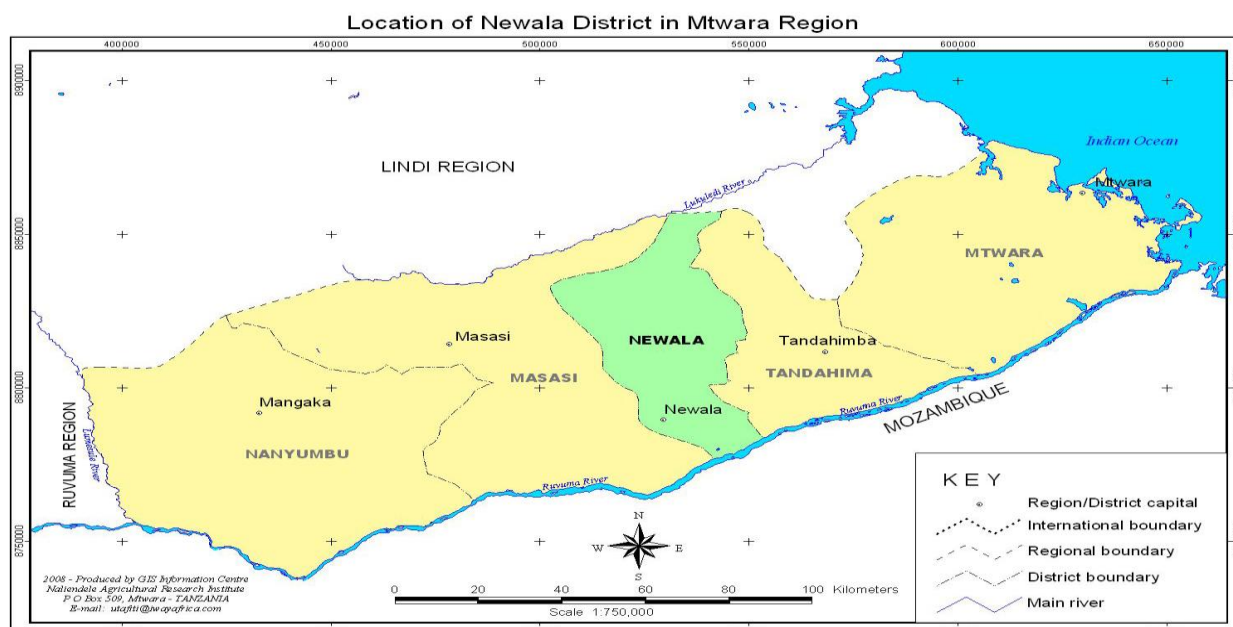 Location of Newala District in Mtwara Region
400000 450000 500000 550000 600000 650000
8900000
Indian Ocean
LINDI REGION
Mtwara
Lukuledi River
8850000
MTWARA
Masasi
NEWALA
Tandahimba
MASASI
TANDAHIMA
8800000
Mangaka
Newala
Ruvuma River
MOZAMBIQUE
RUVUMA REGION
NANYUMBU
Ruvuma River
8750000
N
W E
S
KEY
Region/District capital
International boundary
Regional boundary
District boundary
Main river
2008 - Produced by GIS Information Centre
Naliendele Agricultural Research Institute
P O Box 509, Mtwara - TANZANIA
E-mail: utafiti@iwayafrica.com
0 20 40 60 80 100 Kilometers
Scale 1:750,000